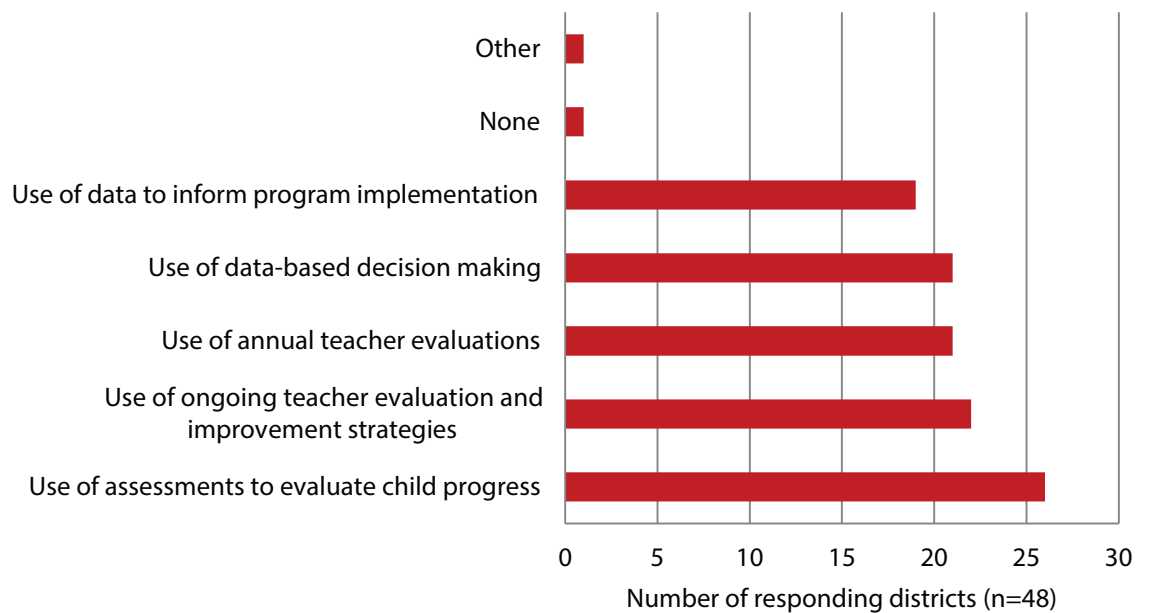 Other
None
Use of data to inform program implementation
Use of data-based decision making
Use of annual teacher evaluations
Use of ongoing teacher evaluation and
improvement strategies
Use of assessments to evaluate child progress
0 5 10 15 20 25 30
Number of responding districts (n=48)